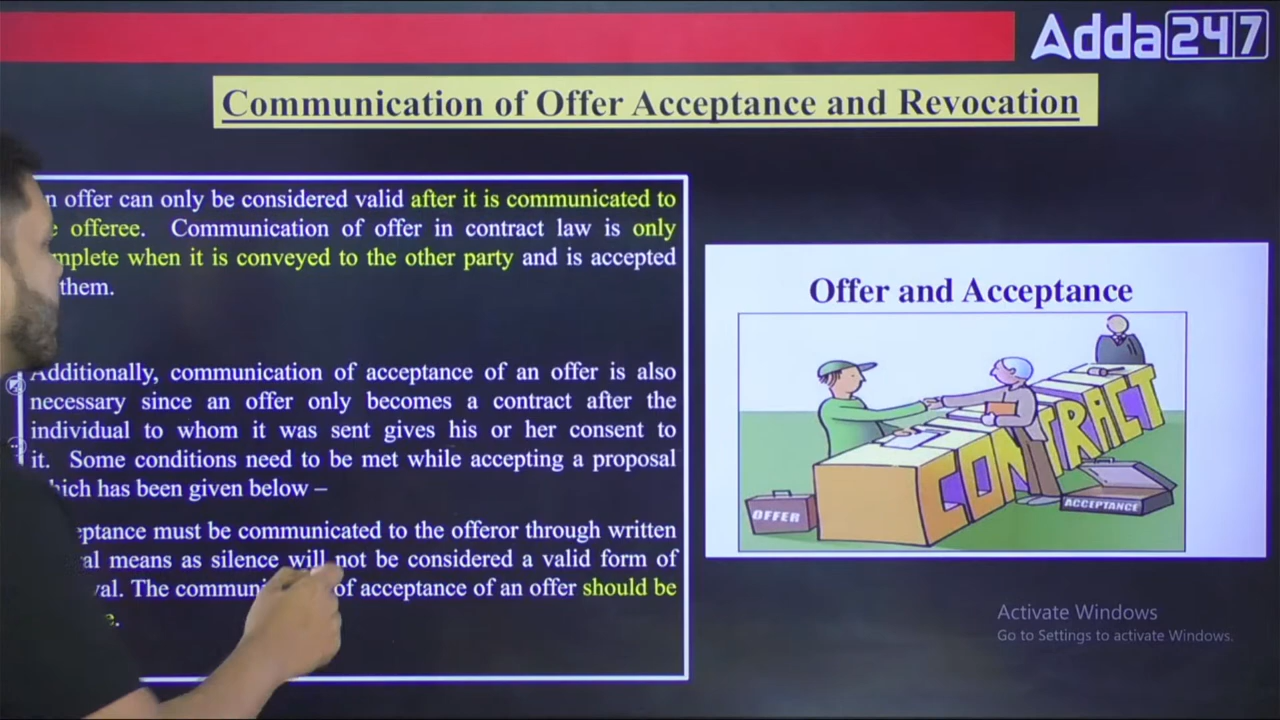 Adda247
Communication of Offer Acceptance and Revocation
n offer can only be considered valid after it is communicated to
e offeree. Communication of offer in contract law is only
mplete when it is conveyed to the other party and is accepted
them.
Additionally, communication of acceptance of an offer is also
necessary since an offer only becomes a contract after the
individual to whom it was sent gives his or her consent to
it. Some conditions need to be met while accepting a proposal
hich has been given below –
eptance must be communicated to the offeror through written
al means as silence will not be considered a valid form of
val. The communi of acceptance of an offer should be
e.
Offer and Acceptance
CONTRACT
OFFER
ACCEPTANCE
Activate Windows
Go to Settings to activate Windows.